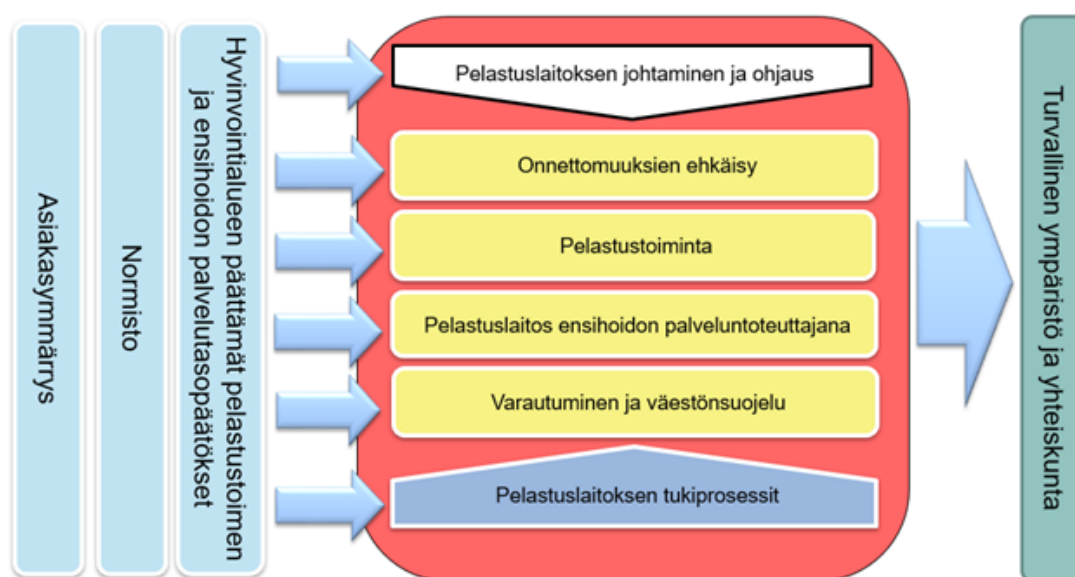 Asiakasymmärrys
Normisto
Hyvinvointialueen päättämät pelastustoimen
ja ensihoidon palvelutasopäätökset
Pelastuslaitoksen johtaminen ja ohjaus
Onnettomuuksien ehkäisy
Pelastustoiminta
Pelastuslaitos ensihoidon palveluntoteuttajana
Varautuminen ja väestönsuojelu
Pelastuslaitoksen tukiprosessit
Turvallinen ympäristö ja yhteiskunta